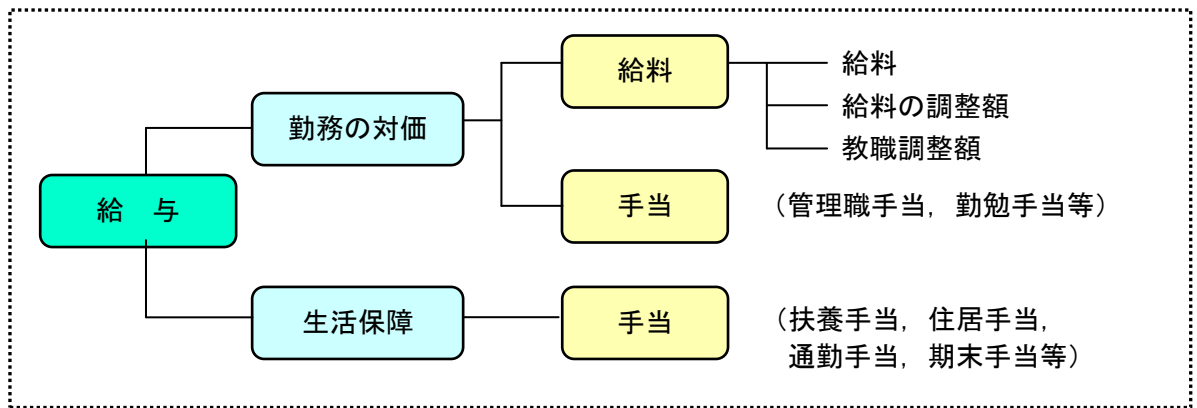 給　与
勤務の対価
給料
給料
給料の調整額
教職調整額
手当
（管理職手当，勤勉手当等）
生活保障
手当
（扶養手当，住居手当，
通勤手当，期末手当等）